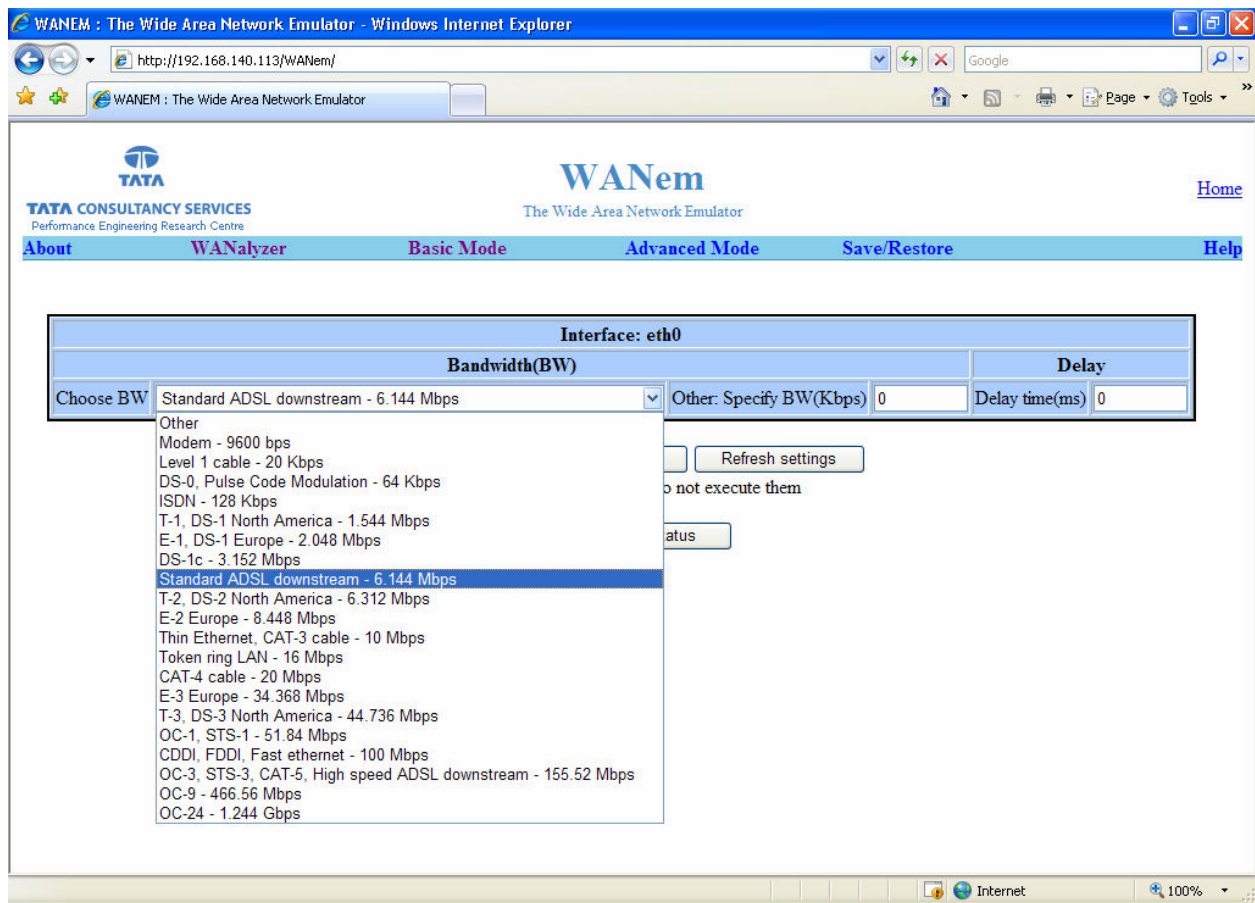 WANEM : The Wide Area Network Emulator - Windows Internet Explorer
http://192.168.140.113/WANem/
Google
WANEM : The Wide Area Network Emulator
Page
Tools
»
TATA
TATA CONSULTANCY SERVICES
Performance Engineering Research Centre
WANem
The Wide Area Network Emulator
Home
About WANalyzer Basic Mode Advanced Mode Save/Restore Help
Interface: eth0
Bandwidth(BW) Delay
Choose BW Standard ADSL downstream - 6.144 Mbps Other: Specify BW(Kbps) 0 Delay time(ms) 0
Other
Modem - 9600 bps
Level 1 cable - 20 Kbps
DS-0, Pulse Code Modulation - 64 Kbps
ISDN - 128 Kbps
T-1, DS-1 North America - 1.544 Mbps
E-1, DS-1 Europe - 2.048 Mbps
DS-1c - 3.152 Mbps
Standard ADSL downstream - 6.144 Mbps
T-2, DS-2 North America - 6.312 Mbps
E-2 Europe - 8.448 Mbps
Thin Ethernet, CAT-3 cable - 10 Mbps
Token ring LAN - 16 Mbps
CAT-4 cable - 20 Mbps
E-3 Europe - 34.368 Mbps
T-3, DS-3 North America - 44.736 Mbps
OC-1, STS-1 - 51.84 Mbps
CDDI, FDDI, Fast ethernet - 100 Mbps
OC-3, STS-3, CAT-5, High speed ADSL downstream - 155.52 Mbps
OC-9 - 466.56 Mbps
OC-24 - 1.244 Gbps
Refresh settings
o not execute them
atus
Internet
100%